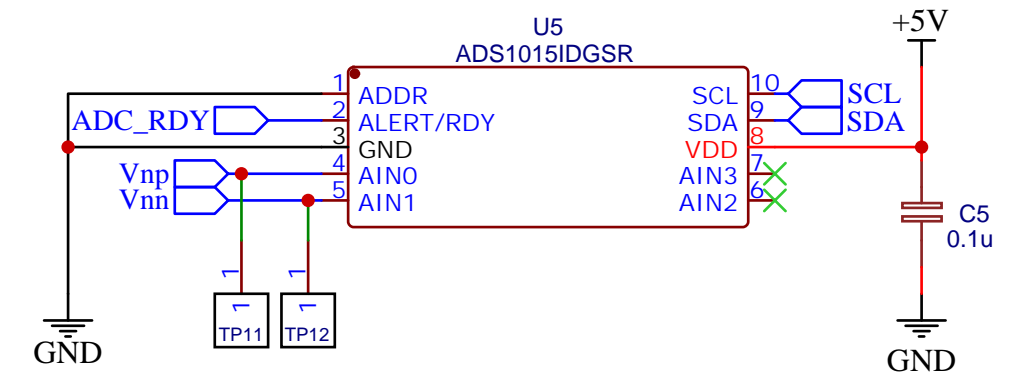 U5
ADS1015IDGSR
+5V
1
ADDR
SCL
10
SCL
ADC_RDY
2
ALERT/RDY
SDA
9
SDA
3
GND
VDD
8
Vnp
4
AIN0
AIN3
7
Vnn
5
AIN1
AIN2
6
C5
0.1u
1
1
1
1
TP11
TP12
GND
GND